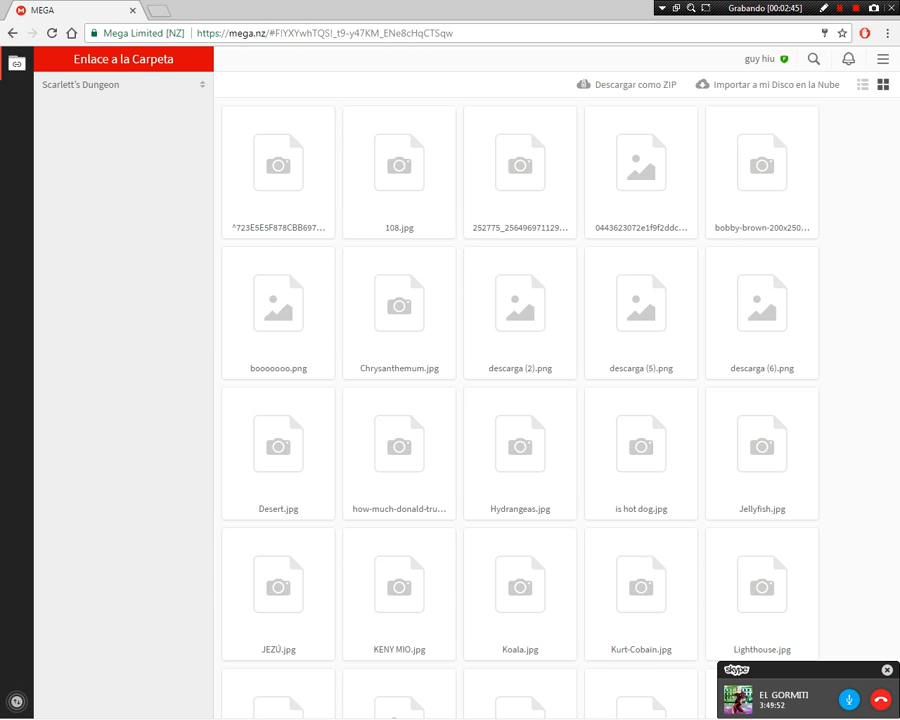 MEGA
Grabando [00:02:45]
Mega Limited [NZ]
https://mega.nz/#F!YXYwhTQS!_t9-y47KM_ENe8cHqCTSqw
Enlace a la Carpeta
guy hiu
F
Scarlett's Dungeon
Descargar como ZIP
Importar a mi Disco en la Nube
^723E5E5F878CBB697...
108.jpg
252775_256496971129...
0443623072e1f9f2ddc...
bobby-brown-200x250...
booooooo.png
Chrysanthemum.jpg
descarga (2).png
descarga (5).png
descarga (6).png
Desert.jpg
how-much-donald-tru...
Hydrangeas.jpg
is hot dog.jpg
Jellyfish.jpg
JEZÚ.jpg
KENY MIO.jpg
Koala.jpg
Kurt-Cobain.jpg
Lighthouse.jpg
skype
EL GORMITI
3:49:52